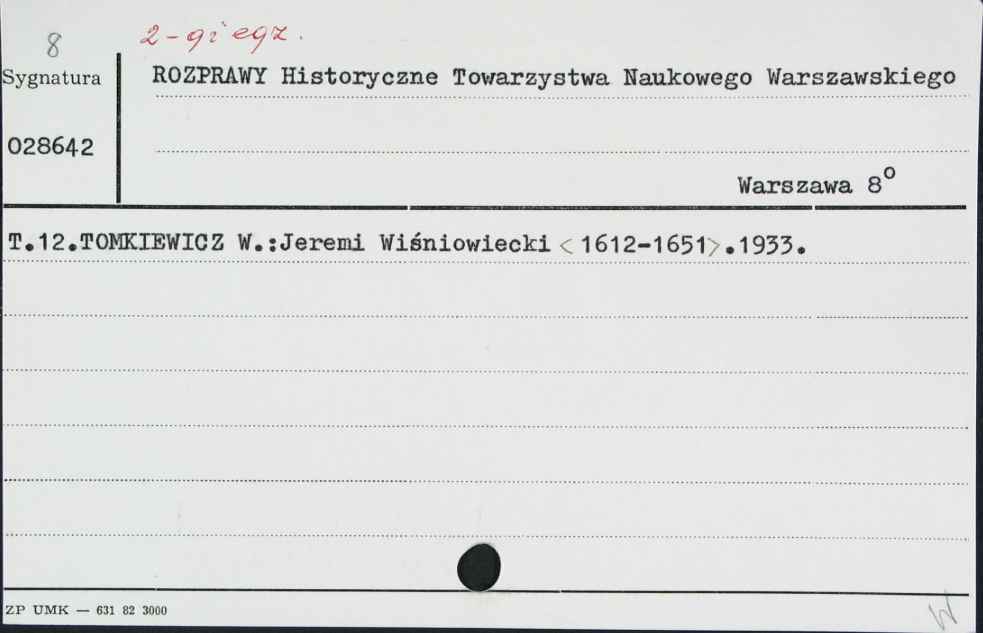 8
2-gi egz.
Sygnatura
ROZPRAWY Historyczne Towarzystwa Naukowego Warszawskiego
028642
Warszawa 8°
T.12.TOMKIEWICZ W.:Jeremi Wiśniowiecki <1612-1651>.1933.
ZP UMK — 631 82 3000